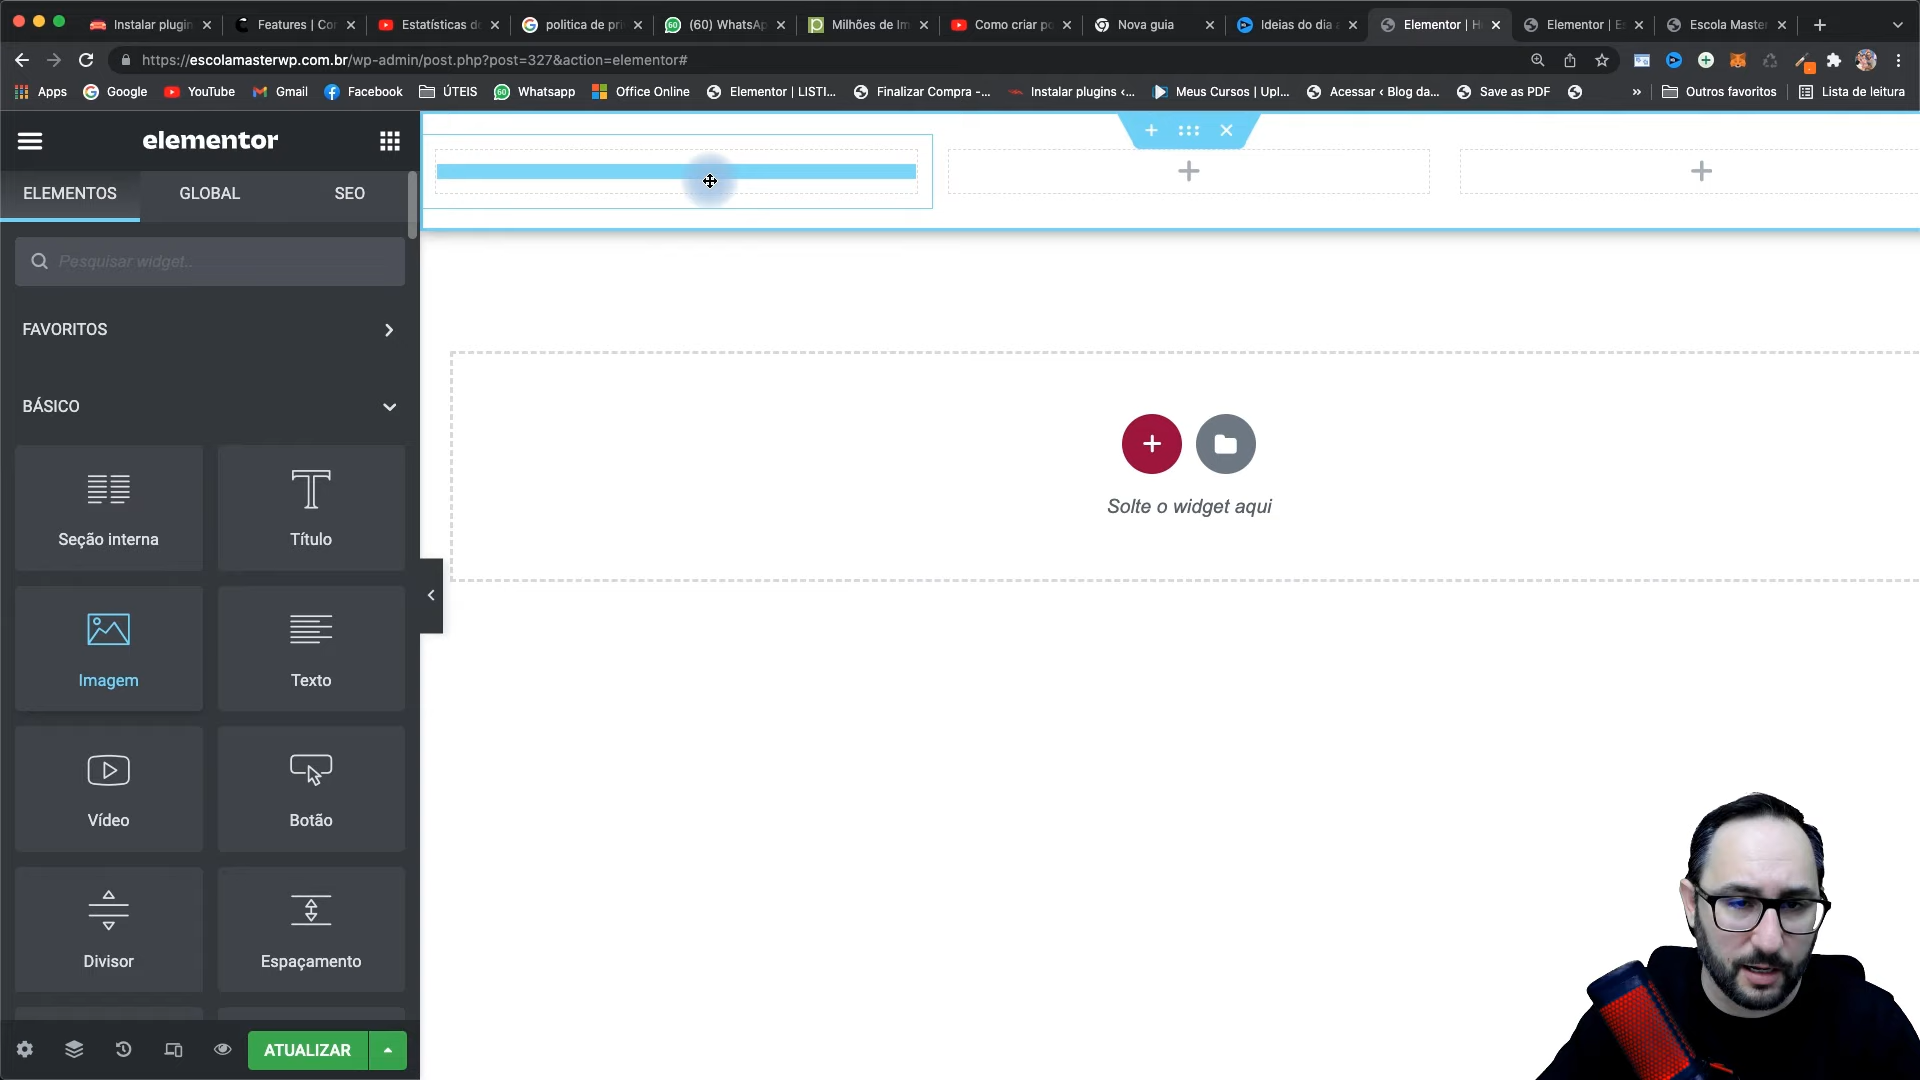 Instalar plugin
Features | Co
Estatísticas d
politica de pri
(60) WhatsAp
Milhões de Im
Como criar po
Nova guia
Ideias do dia a
Elementor | H
Elementor | E
Escola Master
https://escolamasterwp.com.br/wp-admin/post.php?post=327&action=elementor#
Apps
Google
YouTube
Gmail
Facebook
ÚTEIS
Whatsapp
Office Online
Elementor | LISTI...
Finalizar Compra -...
Instalar plugins ‹...
Meus Cursos | Upl...
Acessar ‹ Blog da...
Save as PDF
»
Outros favoritos
Lista de leitura
elementor
ELEMENTOS
GLOBAL
SEO
Pesquisar widget..
FAVORITOS
BÁSICO
Seção interna
Título
Imagem
Texto
Vídeo
Botão
Divisor
Espaçamento
ATUALIZAR
Solte o widget aqui